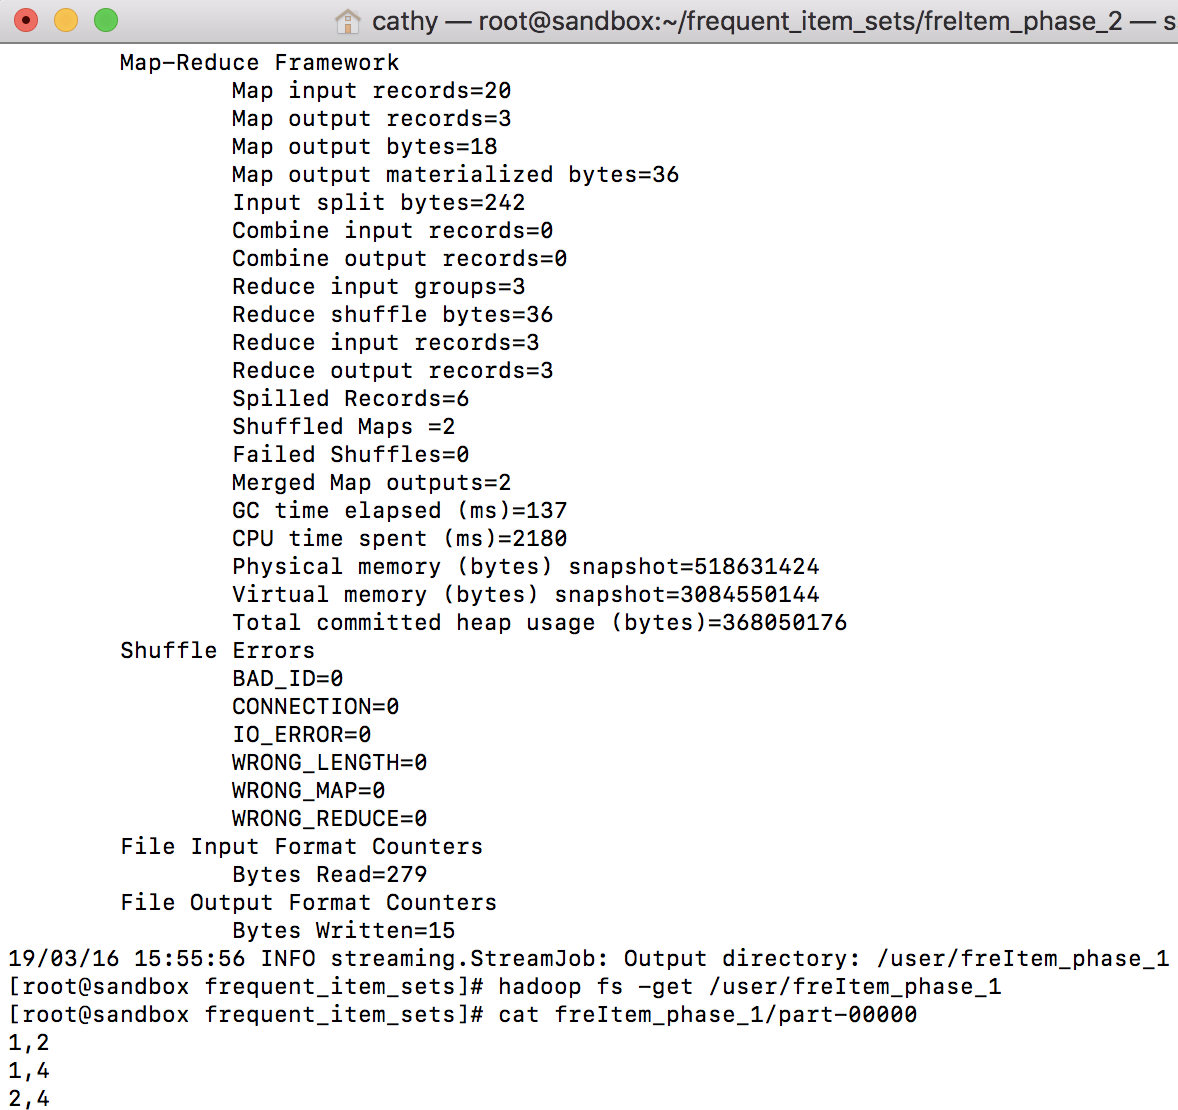 cathy — root@sandbox:~/frequent_item_sets/freItem_phase_2 — s
Map-Reduce Framework
Map input records=20
Map output records=3
Map output bytes=18
Map output materialized bytes=36
Input split bytes=242
Combine input records=0
Combine output records=0
Reduce input groups=3
Reduce shuffle bytes=36
Reduce input records=3
Reduce output records=3
Spilled Records=6
Shuffled Maps =2
Failed Shuffles=0
Merged Map outputs=2
GC time elapsed (ms)=137
CPU time spent (ms)=2180
Physical memory (bytes) snapshot=518631424
Virtual memory (bytes) snapshot=3084550144
Total committed heap usage (bytes)=368050176
Shuffle Errors
BAD_ID=0
CONNECTION=0
IO_ERROR=0
WRONG_LENGTH=0
WRONG_MAP=0
WRONG_REDUCE=0
File Input Format Counters
Bytes Read=279
File Output Format Counters
Bytes Written=15
19/03/16 15:55:56 INFO streaming.StreamJob: Output directory: /user/freItem_phase_1
[root@sandbox frequent_item_sets]# hadoop fs -get /user/freItem_phase_1
[root@sandbox frequent_item_sets]# cat freItem_phase_1/part-00000
1,2
1,4
2,4